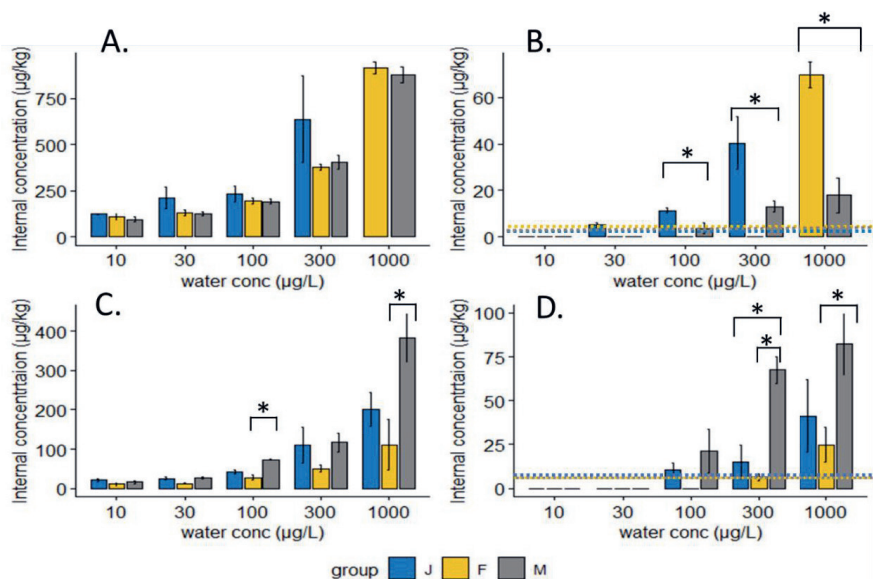 A.
Internal concentration (µg/kg)
750
500
250
0
10 30 100 300 1000
water conc (µg/L)
B.
Internal concentration (µg/kg)
60
40
20
0
* * *
10 30 100 300 1000
water conc (µg/L)
C.
Internal concentrtaion (µg/kg)
400
300
200
100
0
* *
10 30 100 300 1000
water conc (µg/L)
D.
Internal concentration (µg/kg)
100
75
50
25
0
* * *
10 30 100 300 1000
water conc (µg/L)
group J F M